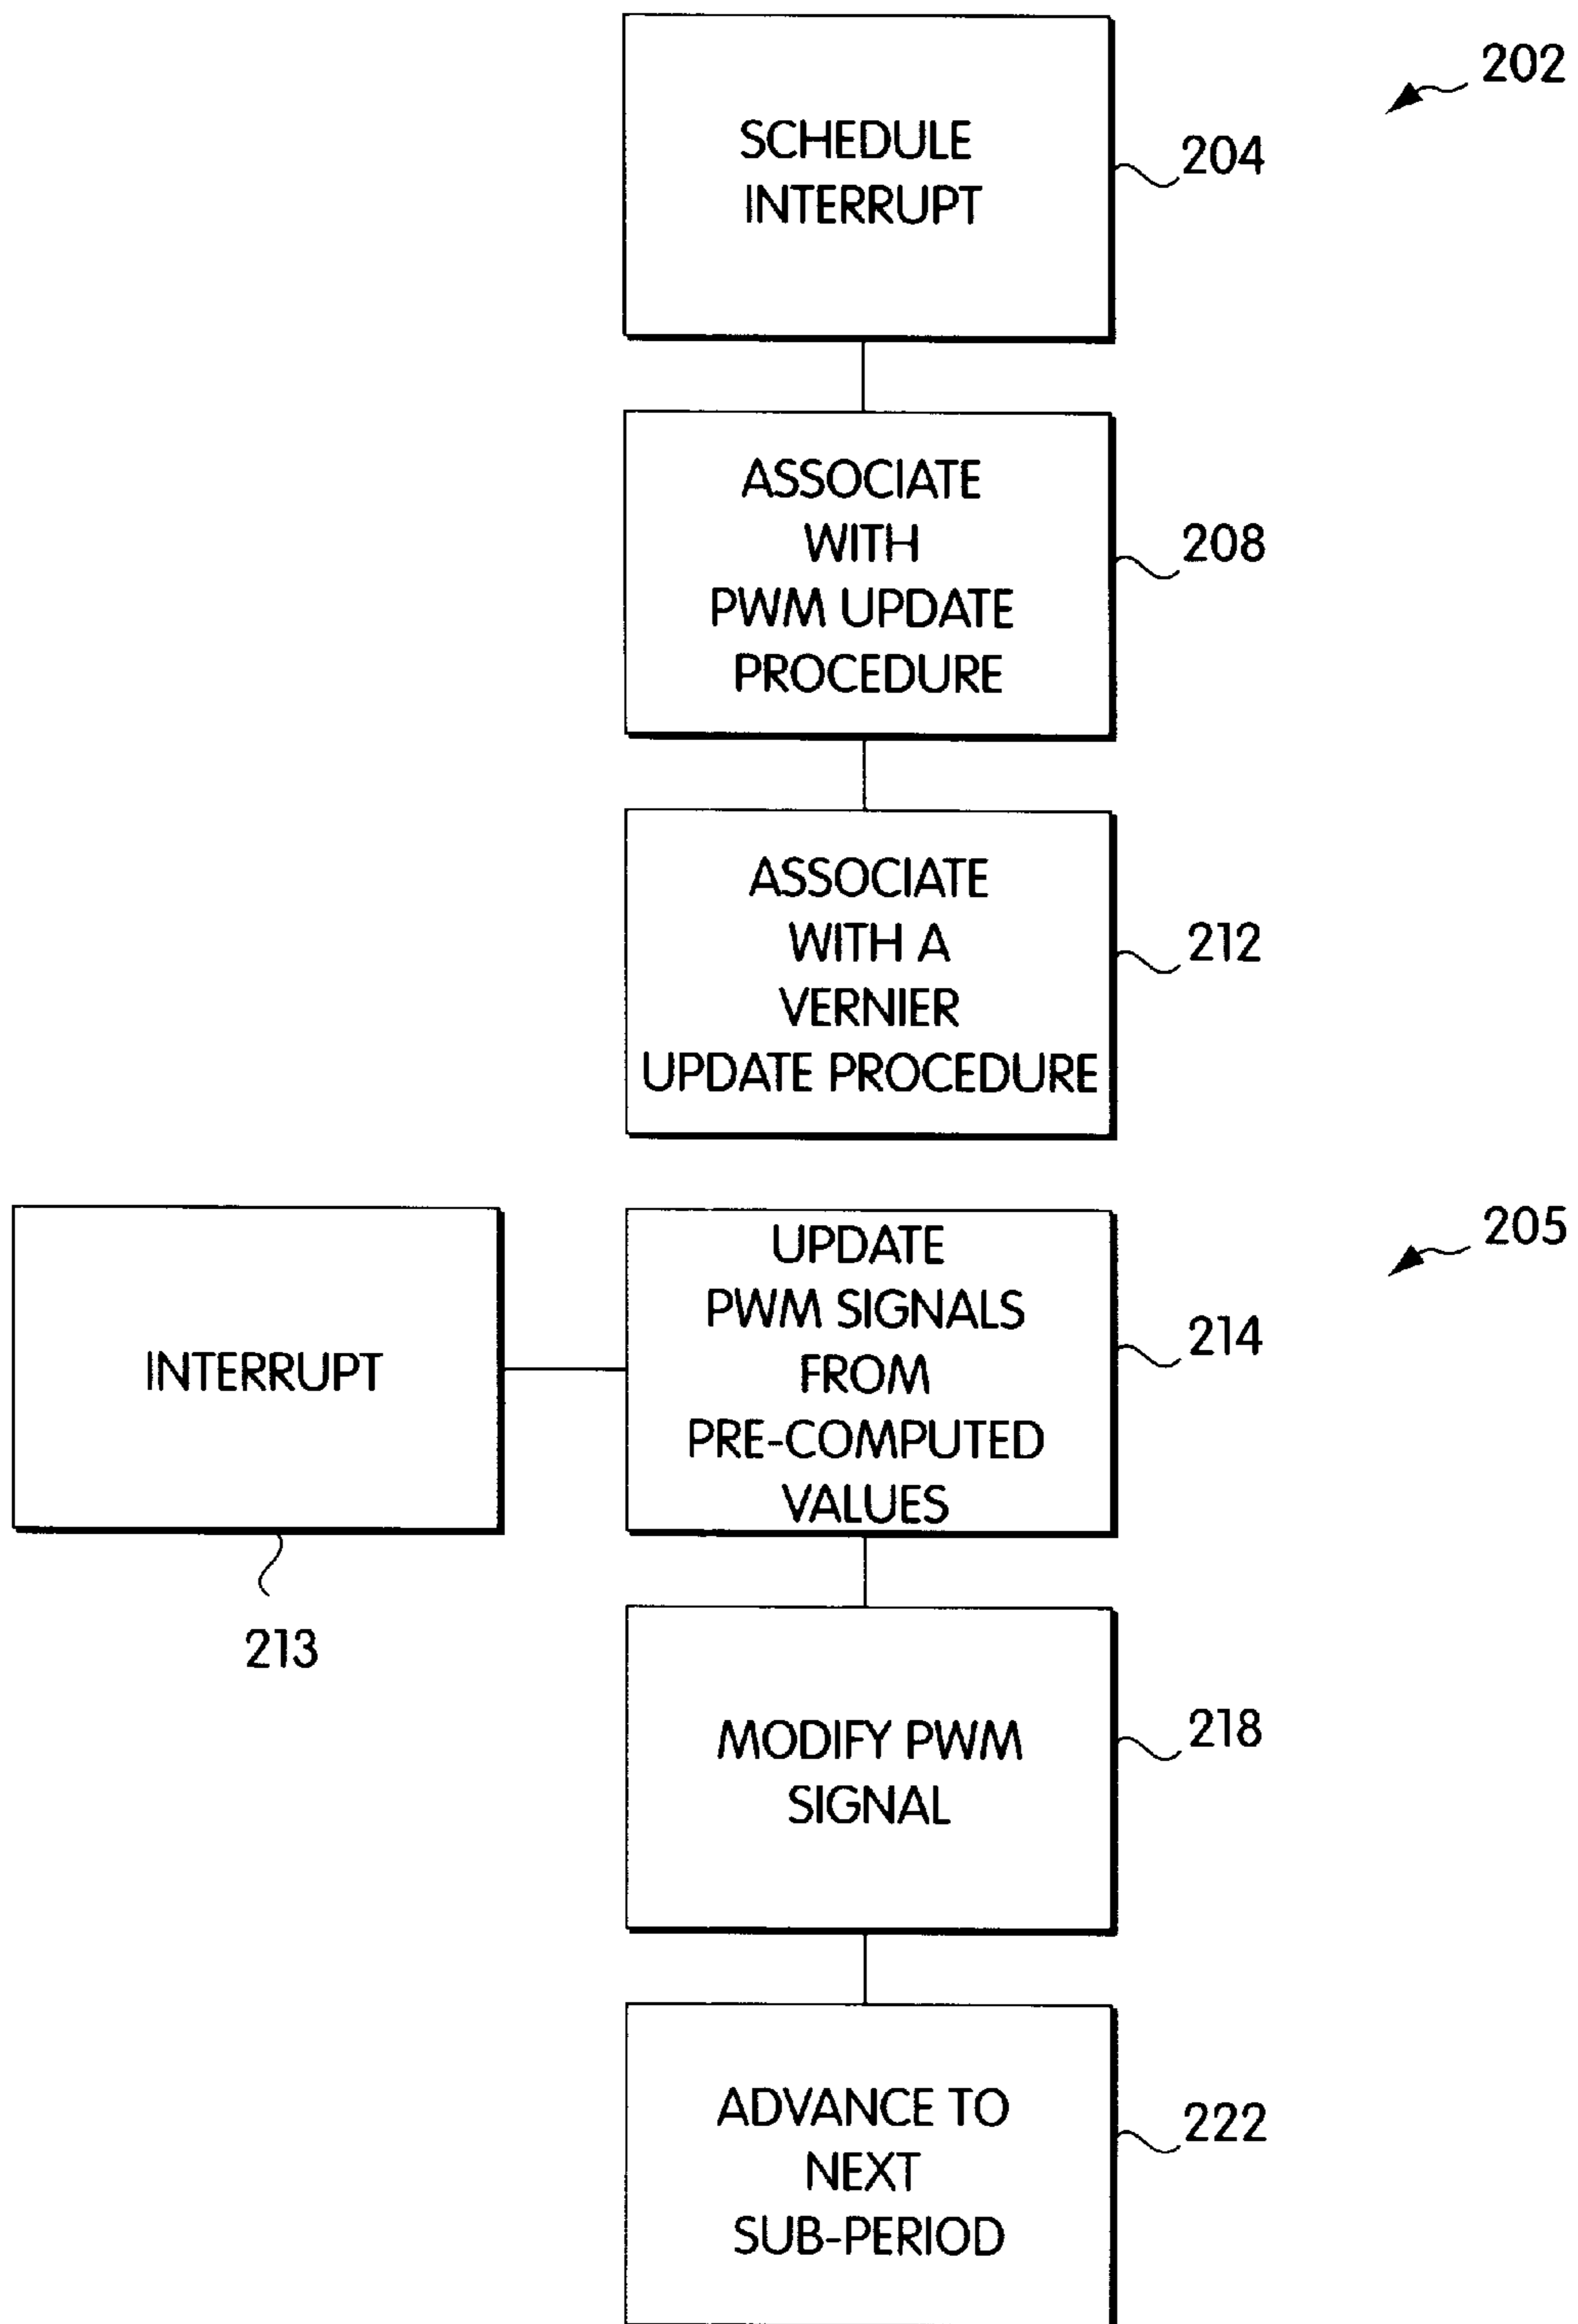 202
SCHEDULE
INTERRUPT
204
ASSOCIATE
WITH
PWM UPDATE
PROCEDURE
208
ASSOCIATE
WITH A
VERNIER
UPDATE PROCEDURE
212
205
INTERRUPT
213
UPDATE
PWM SIGNALS
FROM
PRE-COMPUTED
VALUES
214
MODIFY PWM
SIGNAL
218
ADVANCE TO
NEXT
SUB-PERIOD
222